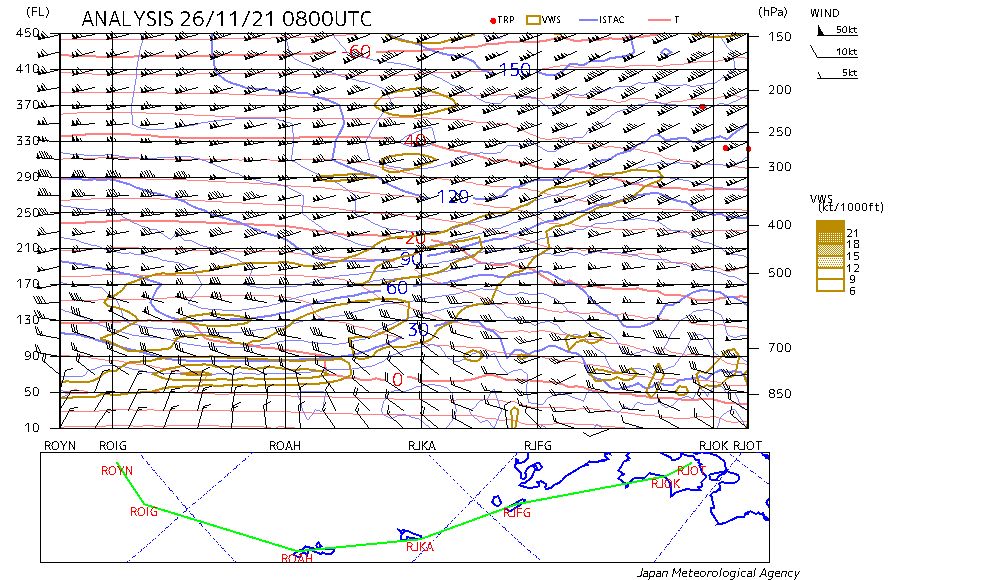 (FL) ANALYSIS 26/11/21 0800UTC TRP VWS ISTAC T (hPa) WIND
450 150 50kt
60
150
410 10kt
5kt
200
370
250
330 40
300
290
120
250 VWS
(kt/1000ft)
400
20
210 21
90 18
15
500 12
170 60 9
6
130 30
700
90
0
50 850
10
ROYN ROIG ROAH RJKA RJFG RJOK RJOT
ROYN RJOT
RJOK
ROIG RJFG
RJKA
ROAH
Japan Meteorological Agency